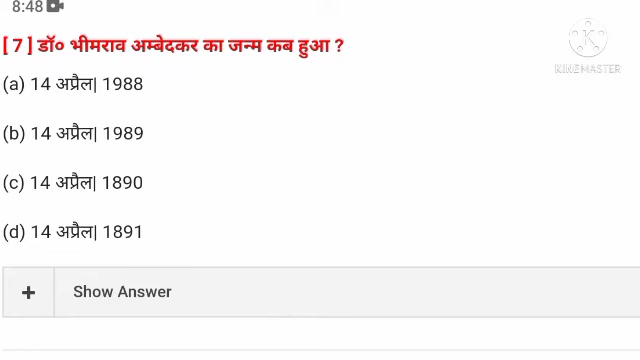 8:48
[ 7 ] डॉ० भीमराव अम्बेदकर का जन्म कब हुआ ?
KINEMASTER
(a) 14 अप्रैल| 1988
(b) 14 अप्रैल| 1989
(c) 14 अप्रैल| 1890
(d) 14 अप्रैल| 1891
+ Show Answer